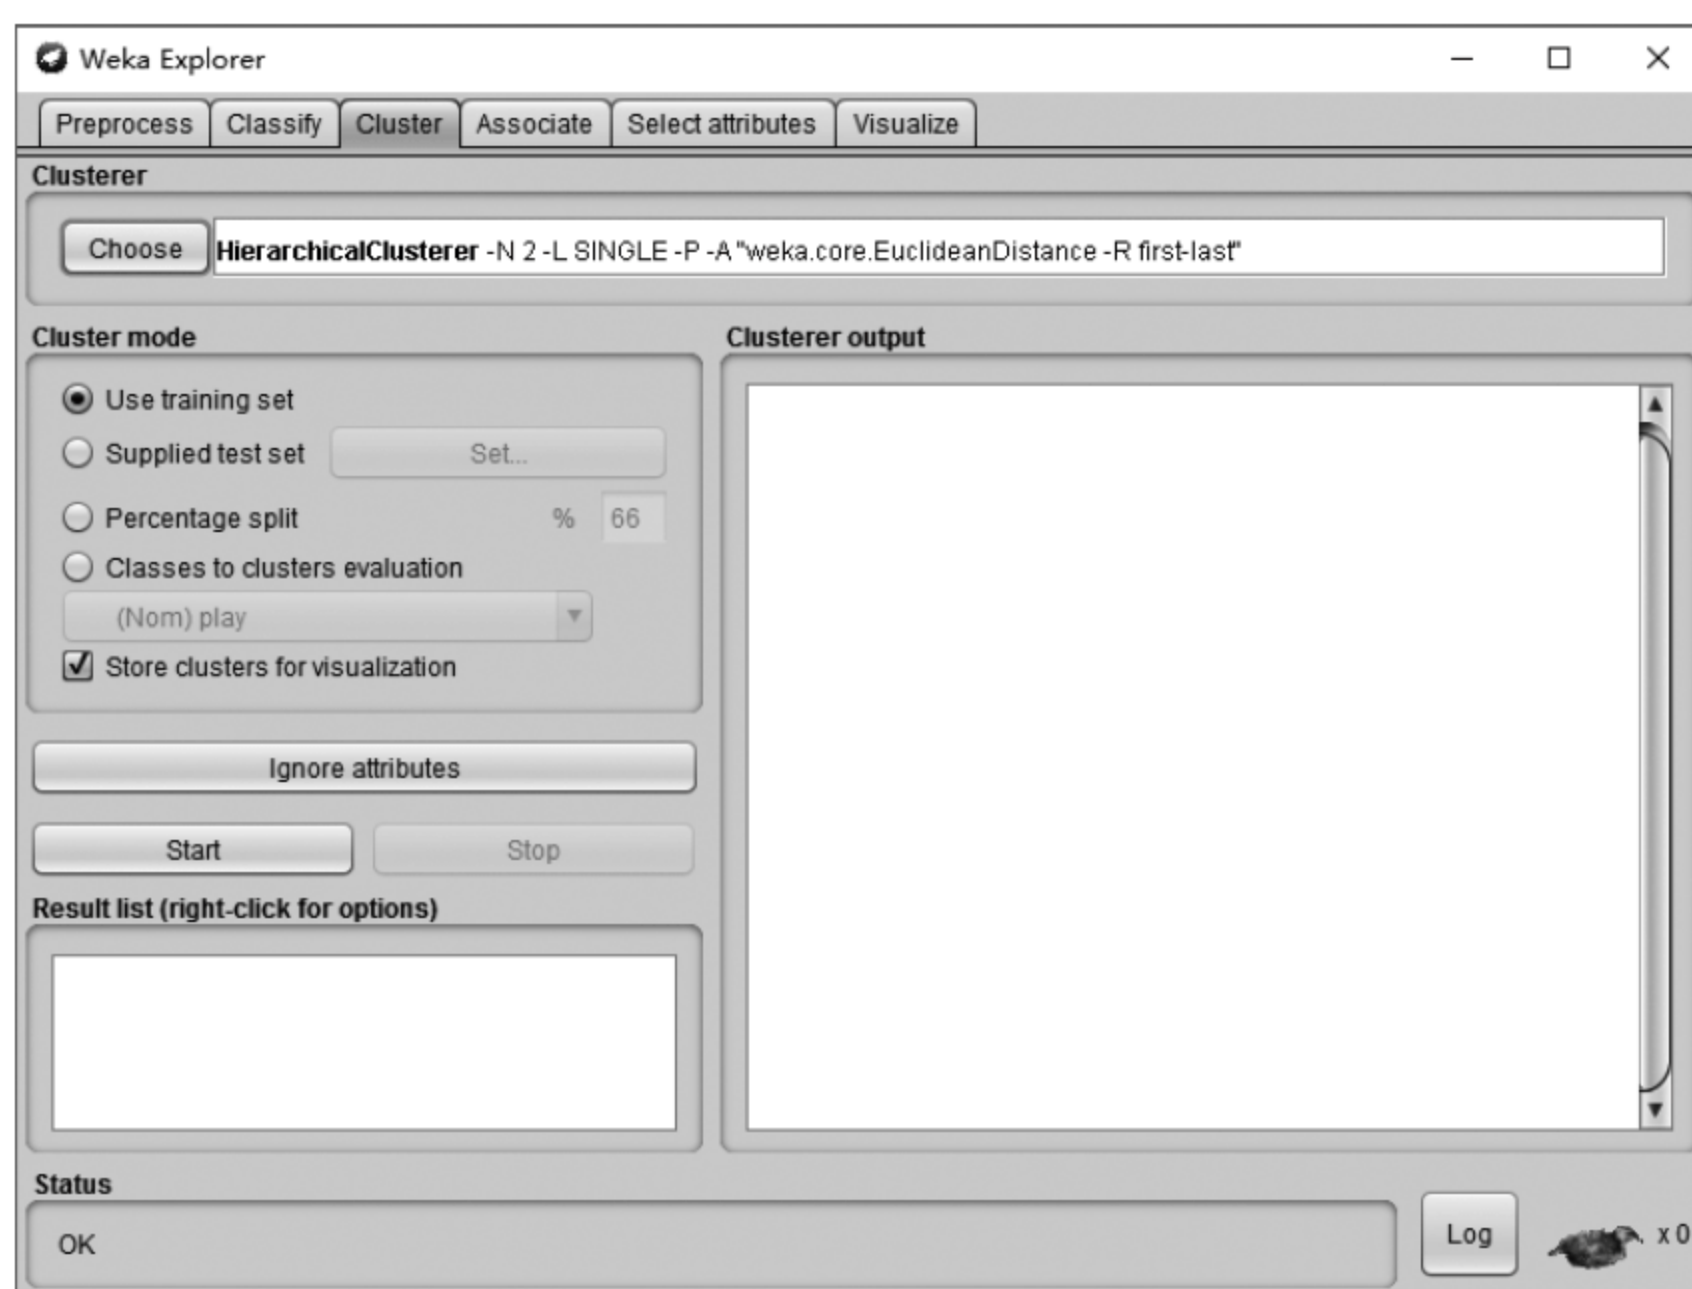 Weka Explorer
Preprocess Classify Cluster Associate Select attributes Visualize
Clusterer
Choose HierarchicalClusterer -N 2 -L SINGLE -P -A "weka.core.EuclideanDistance -R first-last"
Cluster mode
Use training set
Supplied test set Set...
Percentage split % 66
Classes to clusters evaluation
(Nom) play
Store clusters for visualization
Ignore attributes
Start Stop
Result list (right-click for options)
Clusterer output
Status
OK
Log x 0